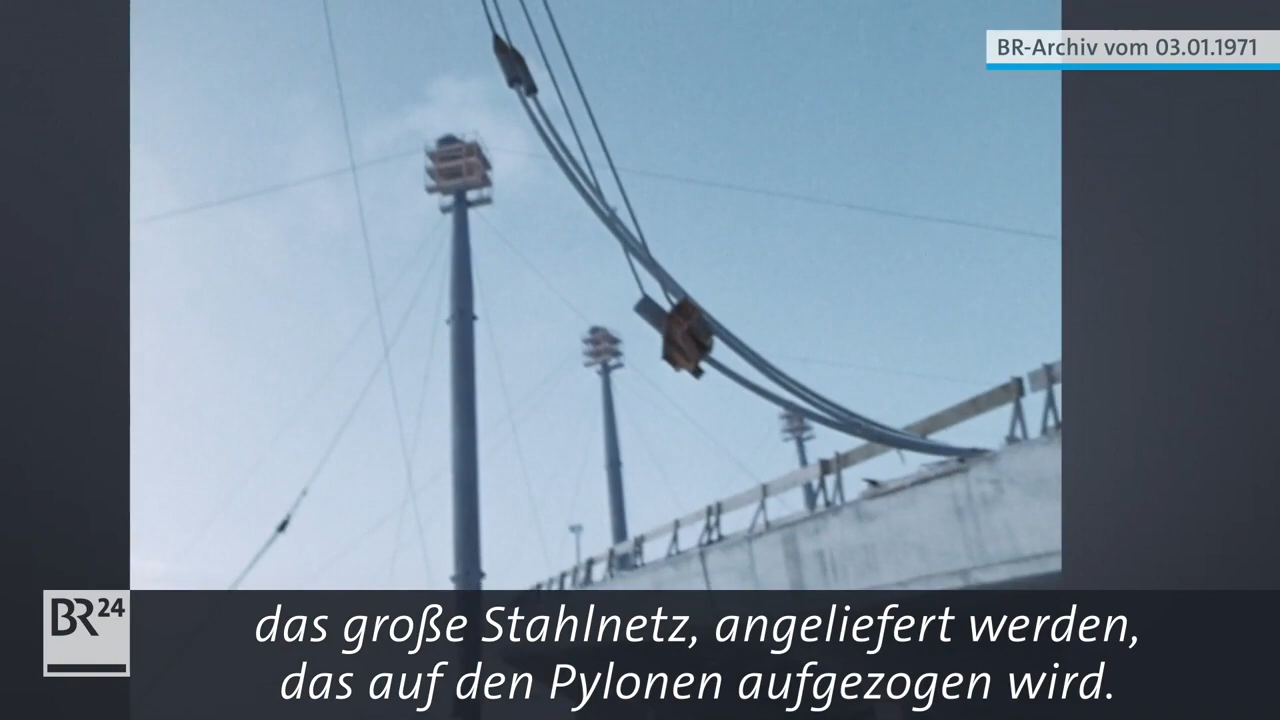 BR-Archiv vom 03.01.1971
BR24
das große Stahlnetz, angeliefert werden,
das auf den Pylonen aufgezogen wird.